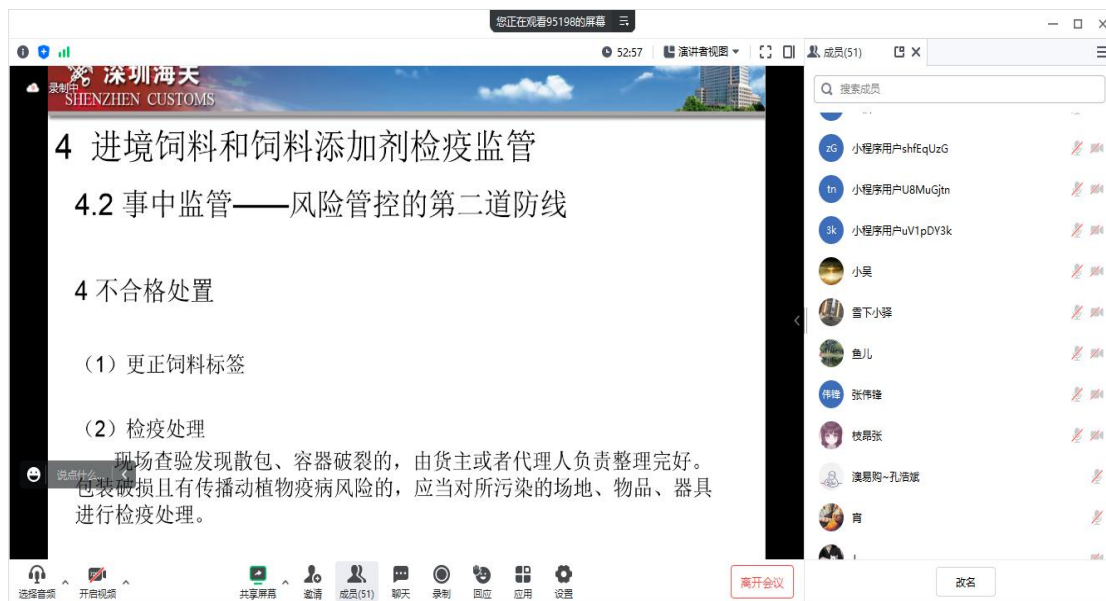 您正在观看95198的屏幕
52:57
演讲者视图
成员(51)
录制中
深圳海关
SHENZHEN CUSTOMS
4 进境饲料和饲料添加剂检疫监管
4.2 事中监管——风险管控的第二道防线
4 不合格处置
（1）更正饲料标签
（2）检疫处理
现场查验发现散包、容器破裂的，由货主或者代理人负责整理完好。
包装破损且有传播动植物疫病风险的，应当对所污染的场地、物品、器具
进行检疫处理。
说点什么...
搜索成员
zG 小程序用户shfEqUzG
tn 小程序用户U8MuGjtn
3k 小程序用户uV1pDY3k
小吴
雪下小驿
鱼儿
伟锋 张伟锋
枝昂张
澳易购~孔浩斌
宵
选择音频
开启视频
共享屏幕
邀请
成员(51)
聊天
录制
回应
应用
设置
离开会议
改名